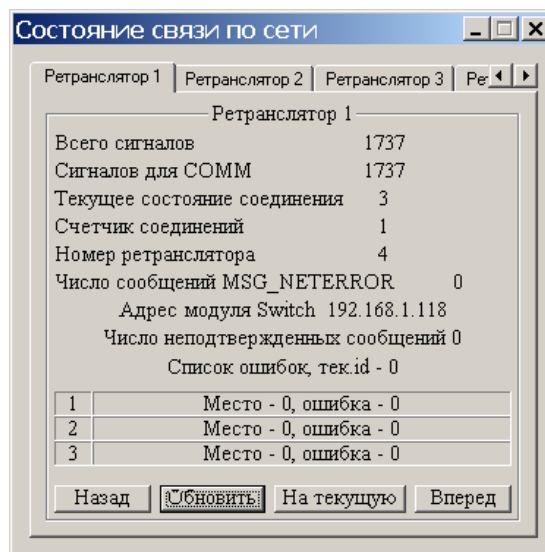 Состояние связи по сети
Ретранслятор 1 Ретранслятор 2 Ретранслятор 3
Ретранслятор 1
Всего сигналов 1737
Сигналов для COMM 1737
Текущее состояние соединения 3
Счетчик соединений 1
Номер ретранслятора 4
Число сообщений MSG_NETERROR 0
Адрес модуля Switch 192.168.1.118
Число неподтвержденных сообщений 0
Список ошибок, тек.id - 0
1 Место - 0, ошибка - 0
2 Место - 0, ошибка - 0
3 Место - 0, ошибка - 0
Назад Обновить На текущую Вперед